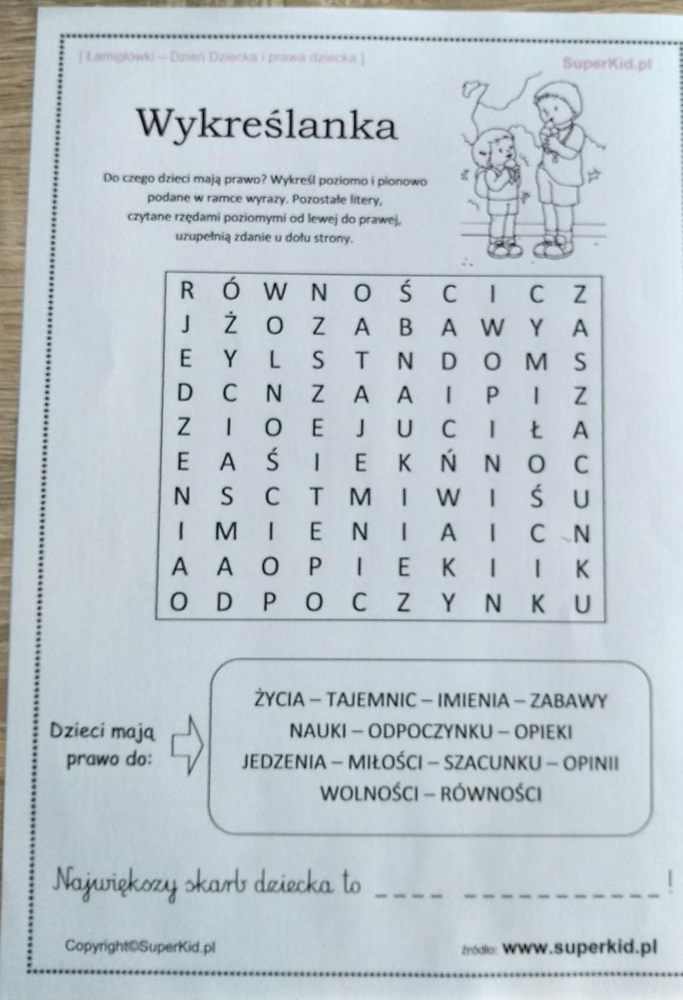 [ Łamigłówki – Dzień Dziecka i prawa dziecka ]
SuperKid.pl
Wykreślanka
Do czego dzieci mają prawo? Wykreśl poziomo i pionowo
podane w ramce wyrazy. Pozostałe litery,
czytane rzędami poziomymi od lewej do prawej,
uzupełnią zdanie u dołu strony.
R Ó W N O Ś C I C Z
J Ż O Z A B A W Y A
E Y L S T N D O M S
D C N Z A A I P I Z
Z I O E J U C I Ł A
E A Ś I E K Ń N O C
N S C T M I W I Ś U
I M I E N I A I C N
A A O P I E K I I K
O D P O C Z Y N K U
Dzieci mają
prawo do:
ŻYCIA – TAJEMNIC – IMIENIA – ZABAWY
NAUKI – ODPOCZYNKU – OPIEKI
JEDZENIA – MIŁOŚCI – SZACUNKU – OPINII
WOLNOŚCI – RÓWNOŚCI
Największy skarb dziecka to _ _ _ _ _ _ _ _ _ _ _ _ _ _ _ !
Copyright©SuperKid.pl
źródło: www.superkid.pl